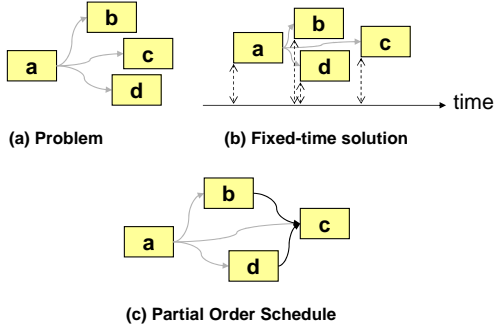 b
a
c
d
(a) Problem
b
a
c
d
time
(b) Fixed-time solution
b
c
a
d
(c) Partial Order Schedule